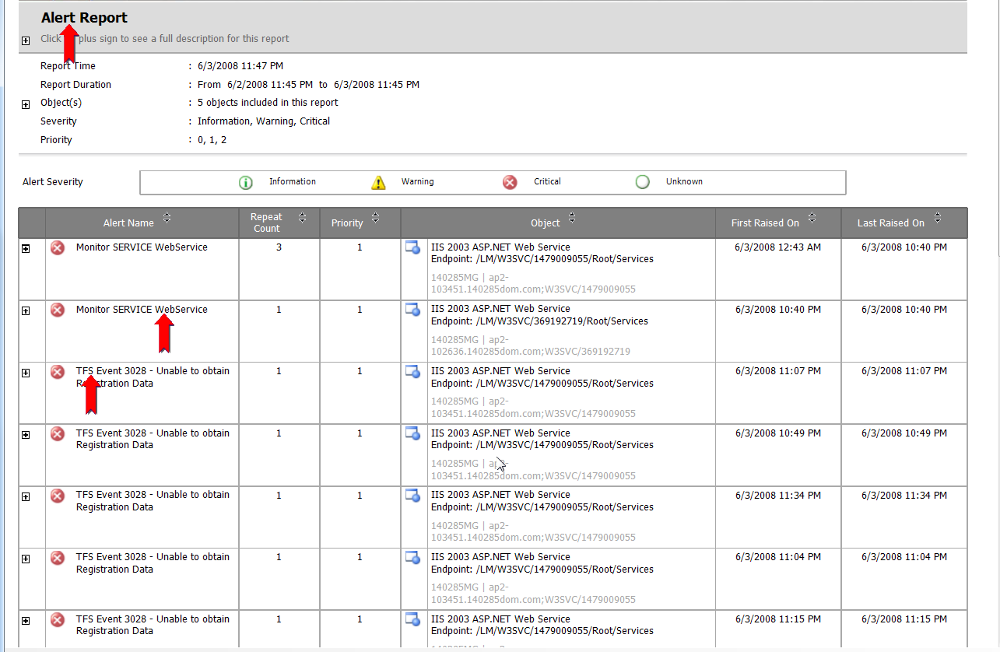 Alert Report
Click plus sign to see a full description for this report
Report Time : 6/3/2008 11:47 PM
Report Duration : From 6/2/2008 11:45 PM to 6/3/2008 11:45 PM
Object(s) : 5 objects included in this report
Severity : Information, Warning, Critical
Priority : 0, 1, 2
Alert Severity Information Warning Critical Unknown
Alert Name Repeat Count Priority Object First Raised On Last Raised On
Monitor SERVICE WebService 3 1 IIS 2003 ASP.NET Web Service 6/3/2008 12:43 AM 6/3/2008 10:40 PM
Endpoint: /LM/W3SVC/1479009055/Root/Services
140285MG | ap2-
103451.140285dom.com;W3SVC/1479009055
Monitor SERVICE WebService 1 1 IIS 2003 ASP.NET Web Service 6/3/2008 10:40 PM 6/3/2008 10:40 PM
Endpoint: /LM/W3SVC/369192719/Root/Services
140285MG | ap2-
102636.140285dom.com;W3SVC/369192719
TFS Event 3028 - Unable to obtain 1 1 IIS 2003 ASP.NET Web Service 6/3/2008 11:07 PM 6/3/2008 11:07 PM
Registration Data Endpoint: /LM/W3SVC/1479009055/Root/Services
140285MG | ap2-
103451.140285dom.com;W3SVC/1479009055
TFS Event 3028 - Unable to obtain 1 1 IIS 2003 ASP.NET Web Service 6/3/2008 10:49 PM 6/3/2008 10:49 PM
Registration Data Endpoint: /LM/W3SVC/1479009055/Root/Services
140285MG | ap2-
103451.140285dom.com;W3SVC/1479009055
TFS Event 3028 - Unable to obtain 1 1 IIS 2003 ASP.NET Web Service 6/3/2008 11:34 PM 6/3/2008 11:34 PM
Registration Data Endpoint: /LM/W3SVC/1479009055/Root/Services
140285MG | ap2-
103451.140285dom.com;W3SVC/1479009055
TFS Event 3028 - Unable to obtain 1 1 IIS 2003 ASP.NET Web Service 6/3/2008 11:04 PM 6/3/2008 11:04 PM
Registration Data Endpoint: /LM/W3SVC/1479009055/Root/Services
140285MG | ap2-
103451.140285dom.com;W3SVC/1479009055
TFS Event 3028 - Unable to obtain 1 1 IIS 2003 ASP.NET Web Service 6/3/2008 11:15 PM 6/3/2008 11:15 PM
Registration Data Endpoint: /LM/W3SVC/1479009055/Root/Services